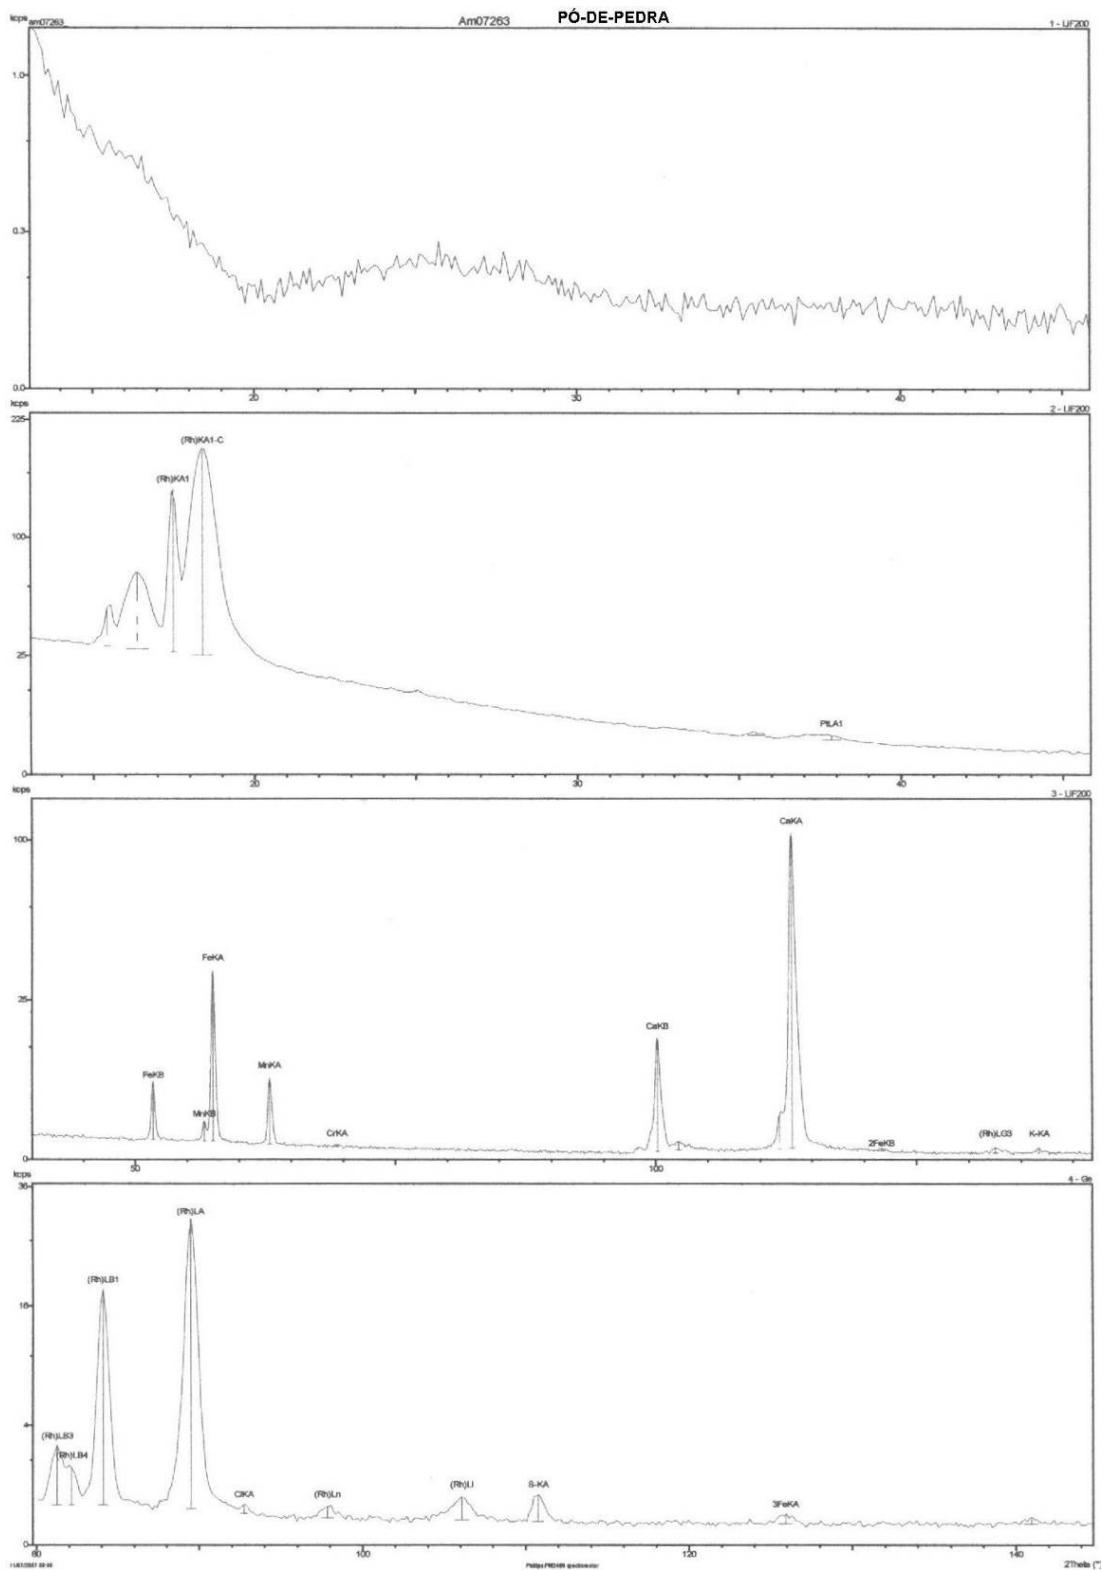 Am07263 PÓ-DE-PEDRA
kcps am07263 1 - LIF200
1.0
0.3
0.0
20 30 40
kcps 2 - LIF200
225
(Rh)KA1-C
(Rh)KA1
100
25
PtLA1
0
20 30 40
kcps 3 - LIF200
CaKA
100
FeKA
25
CaKB
MnKA
FeKB
MnKB
CrKA
2FeKB (Rh)LG3 K-KA
0
50 100
kcps 4 - Ge
36
(Rh)LA
(Rh)LB1
16
4
(Rh)LB3
(Rh)LB4
ClKA (Rh)Ln (Rh)Ll S-KA
3FeKA
0
80 100 120 140
2Theta (°)